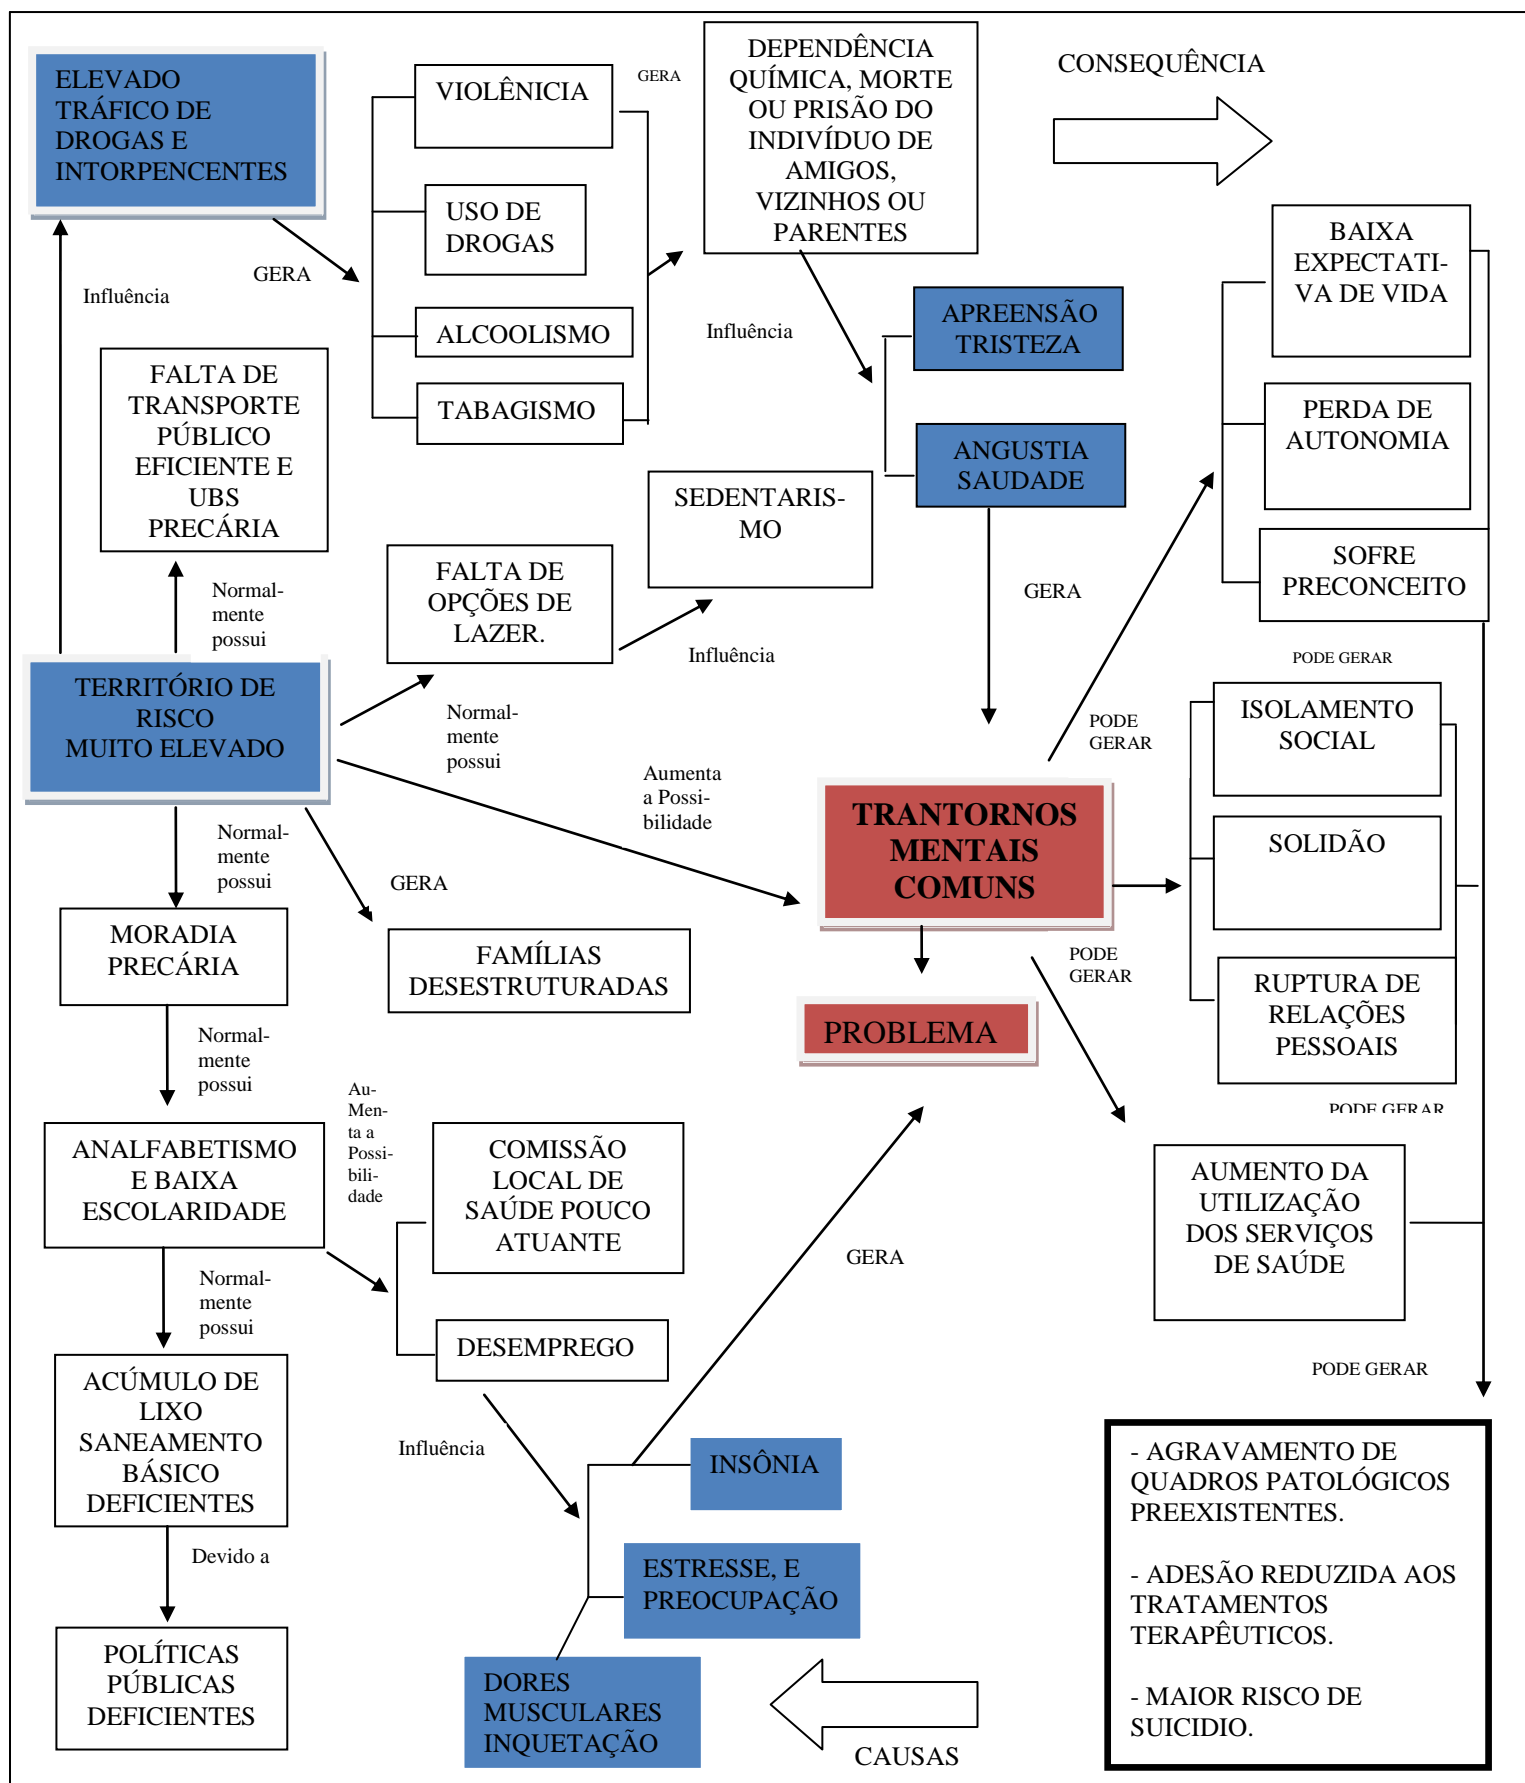 ELEVADO
TRÁFICO DE
DROGAS E
INTORPENCENTES
VIOLÊNICIA
GERA
DEPENDÊNCIA
QUÍMICA, MORTE
OU PRISÃO DO
INDIVÍDUO DE
AMIGOS,
VIZINHOS OU
PARENTES
CONSEQUÊNCIA
USO DE
DROGAS
GERA
Influência
ALCOOLISMO
TABAGISMO
Influência
APREENSÃO
TRISTEZA
ANGUSTIA
SAUDADE
BAIXA
EXPECTATI-
VA DE VIDA
PERDA DE
AUTONOMIA
SOFRE
PRECONCEITO
FALTA DE
TRANSPORTE
PÚBLICO
EFICIENTE E
UBS
PRECÁRIA
SEDENTARIS-
MO
FALTA DE
OPÇÕES DE
LAZER.
Normal-
mente
possui
Influência
GERA
PODE GERAR
TERRITÓRIO DE
RISCO
MUITO ELEVADO
Normal-
mente
possui
Aumenta
a Possi-
bilidade
PODE
GERAR
ISOLAMENTO
SOCIAL
SOLIDÃO
RUPTURA DE
RELAÇÕES
PESSOAIS
TRANTORNOS
MENTAIS
COMUNS
Normal-
mente
possui
GERA
MORADIA
PRECÁRIA
FAMÍLIAS
DESESTRUTURADAS
PODE
GERAR
PROBLEMA
Normal-
mente
possui
Au-
Men-
ta a
Possi-
bili-
dade
PODE GERAR
ANALFABETISMO
E BAIXA
ESCOLARIDADE
COMISSÃO
LOCAL DE
SAÚDE POUCO
ATUANTE
GERA
AUMENTO DA
UTILIZAÇÃO
DOS SERVIÇOS
DE SAÚDE
Normal-
mente
possui
DESEMPREGO
PODE GERAR
ACÚMULO DE
LIXO
SANEAMENTO
BÁSICO
DEFICIENTES
Influência
INSÔNIA
- AGRAVAMENTO DE
QUADROS PATOLÓGICOS
PREEXISTENTES.
- ADESÃO REDUZIDA AOS
TRATAMENTOS
TERAPÊUTICOS.
- MAIOR RISCO DE
SUICIDIO.
Devido a
ESTRESSE, E
PREOCUPAÇÃO
POLÍTICAS
PÚBLICAS
DEFICIENTES
DORES
MUSCULARES
INQUETAÇÃO
CAUSAS